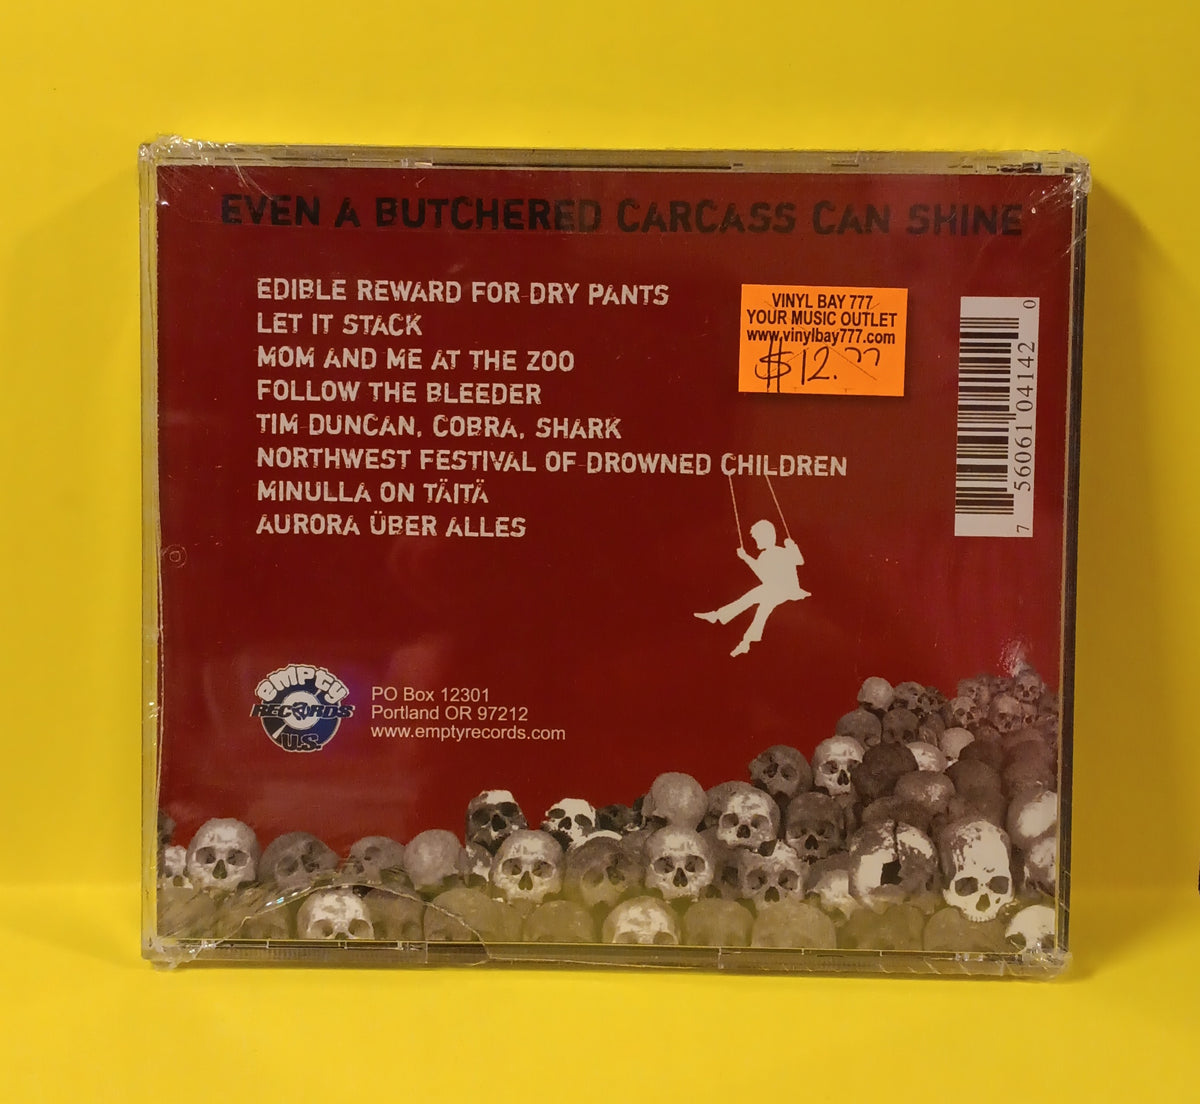 EVEN A BUTCHERED CARCASS CAN SHINE
EDIBLE REWARD FOR DRY PANTS
LET IT STACK
MOM AND ME AT THE ZOO
FOLLOW THE BLEEDER
TIM DUNCAN, COBRA, SHARK
NORTHWEST FESTIVAL OF DROWNED CHILDREN
MINULLA ON TÄITÄ
AURORA ÜBER ALLES
VINYL BAY 777
YOUR MUSIC OUTLET
www.vinylbay777.com
$12.77
7 56061 04142 0
empty
RECORDS
U.S.
PO Box 12301
Portland OR 97212
www.emptyrecords.com